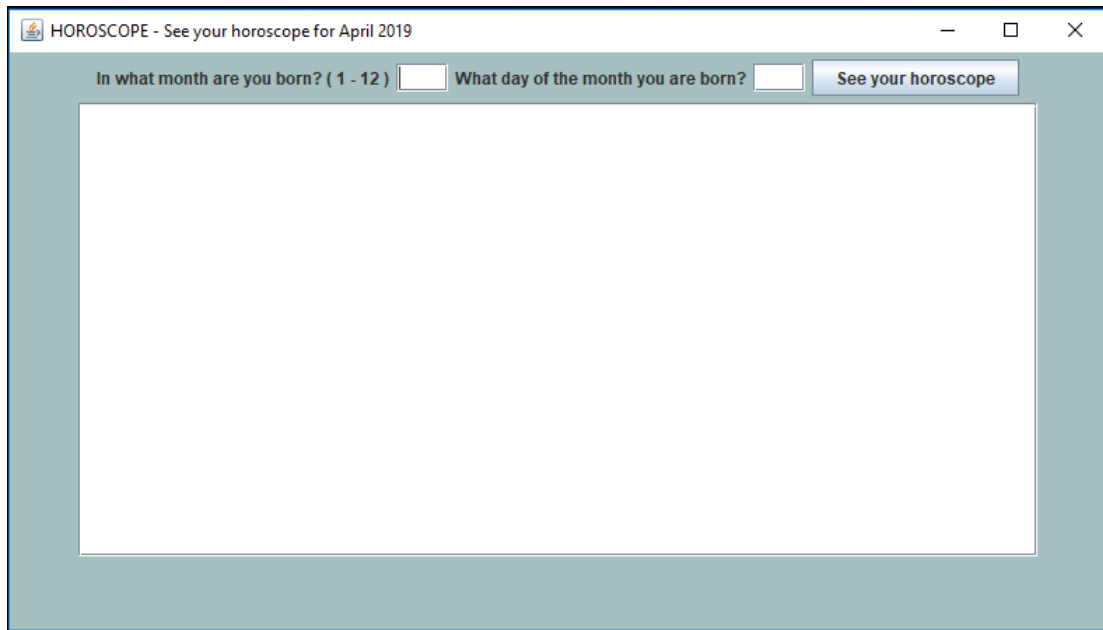 HOROSCOPE - See your horoscope for April 2019
In what month are you born? ( 1 - 12 ) What day of the month you are born? See your horoscope